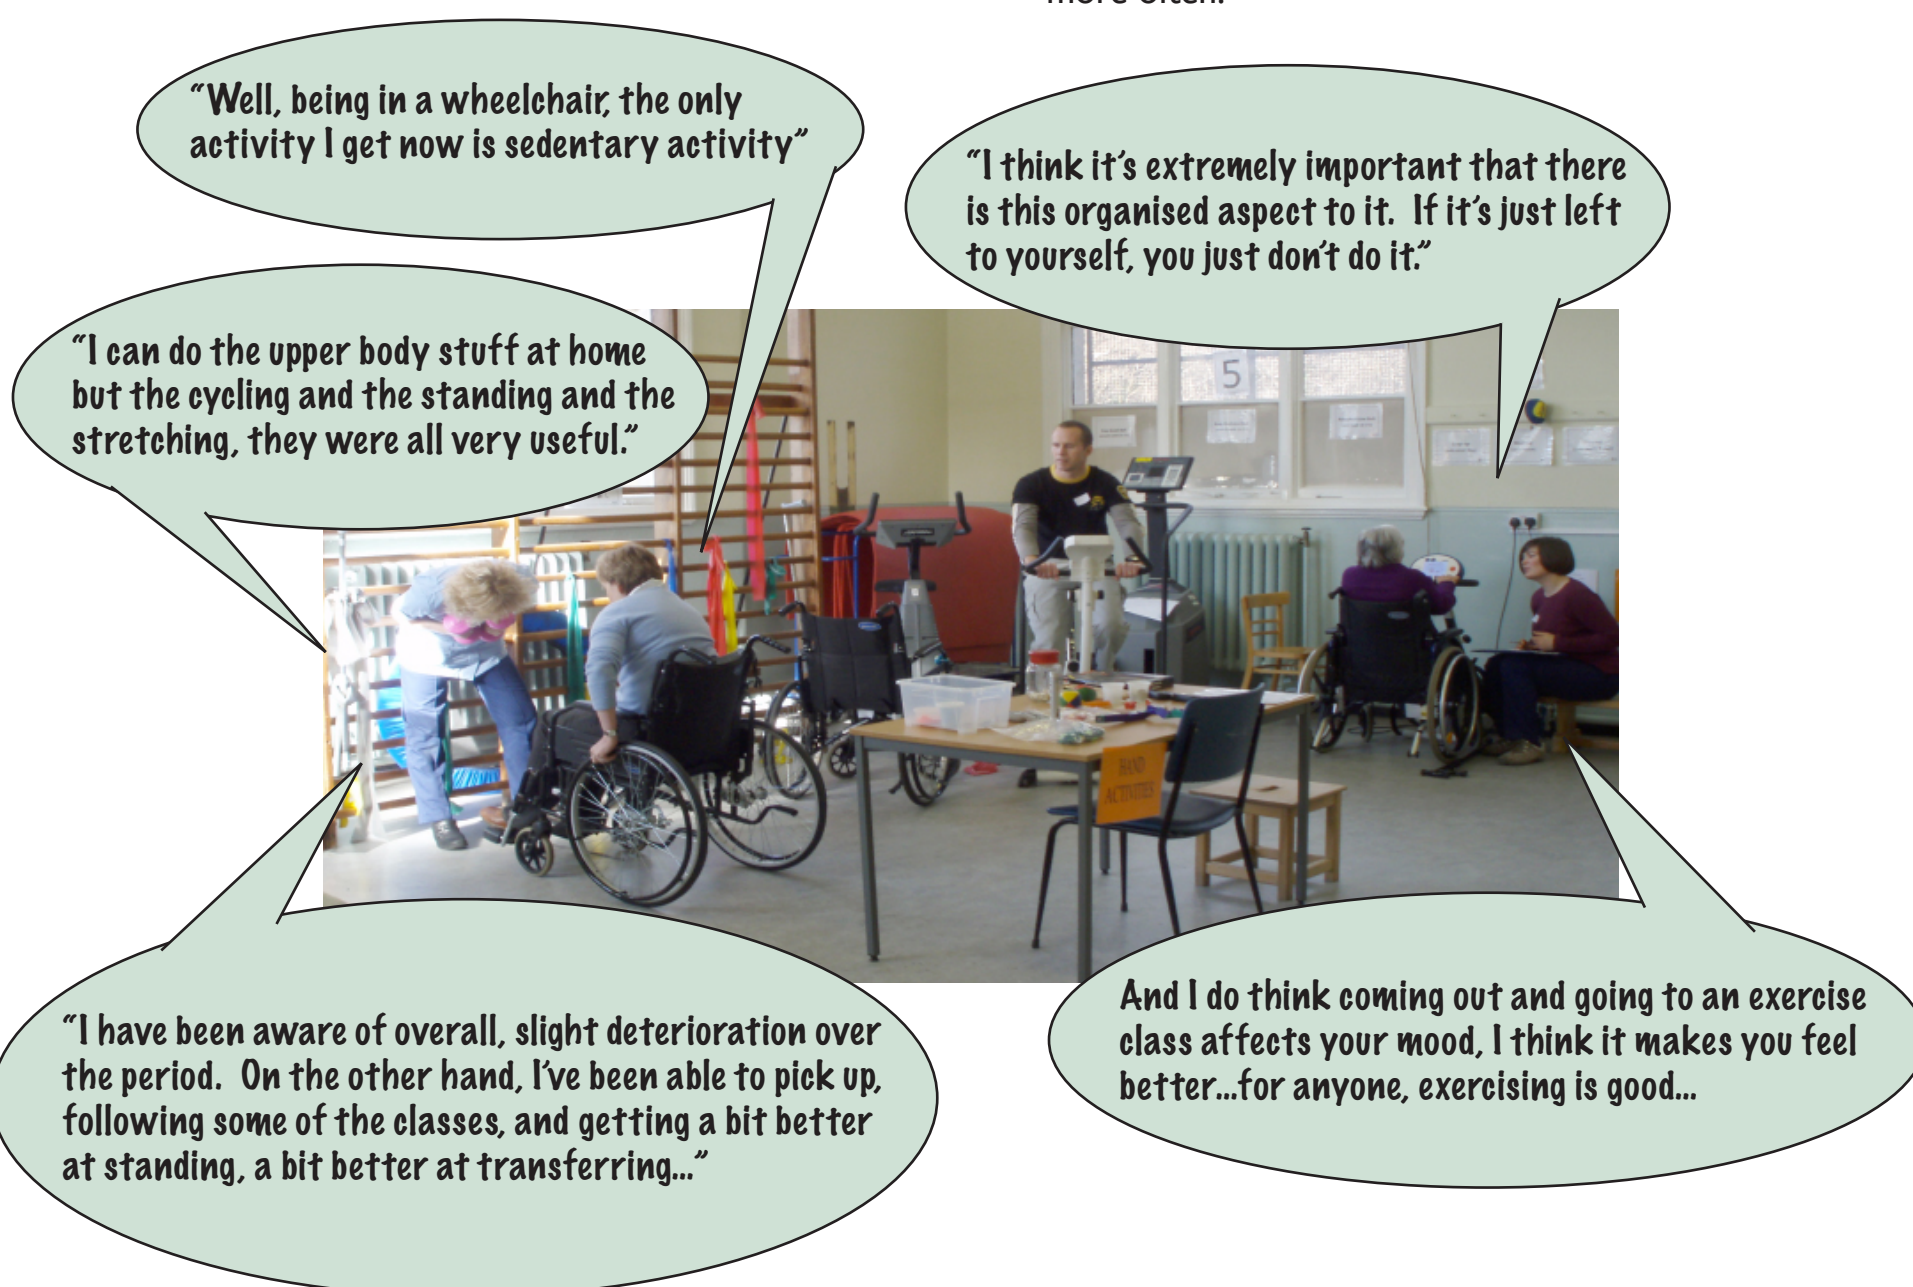 more often.
“Well, being in a wheelchair, the only
activity I get now is sedentary activity”
“I think it’s extremely important that there
is this organised aspect to it.  If it’s just left
to yourself, you just don’t do it.”
“I can do the upper body stuff at home
but the cycling and the standing and the
stretching, they were all very useful.”
5
HAND
ACTIVITIES
“I have been aware of overall, slight deterioration over
the period.  On the other hand, I’ve been able to pick up,
following some of the classes, and getting a bit better
at standing, a bit better at transferring...”
And I do think coming out and going to an exercise
class affects your mood, I think it makes you feel
better...for anyone, exercising is good...